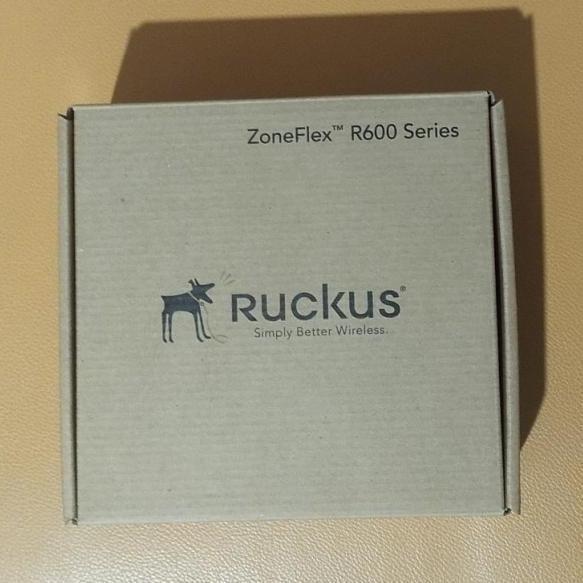 ZoneFlex™ R600 Series
Ruckus®
Simply Better Wireless.